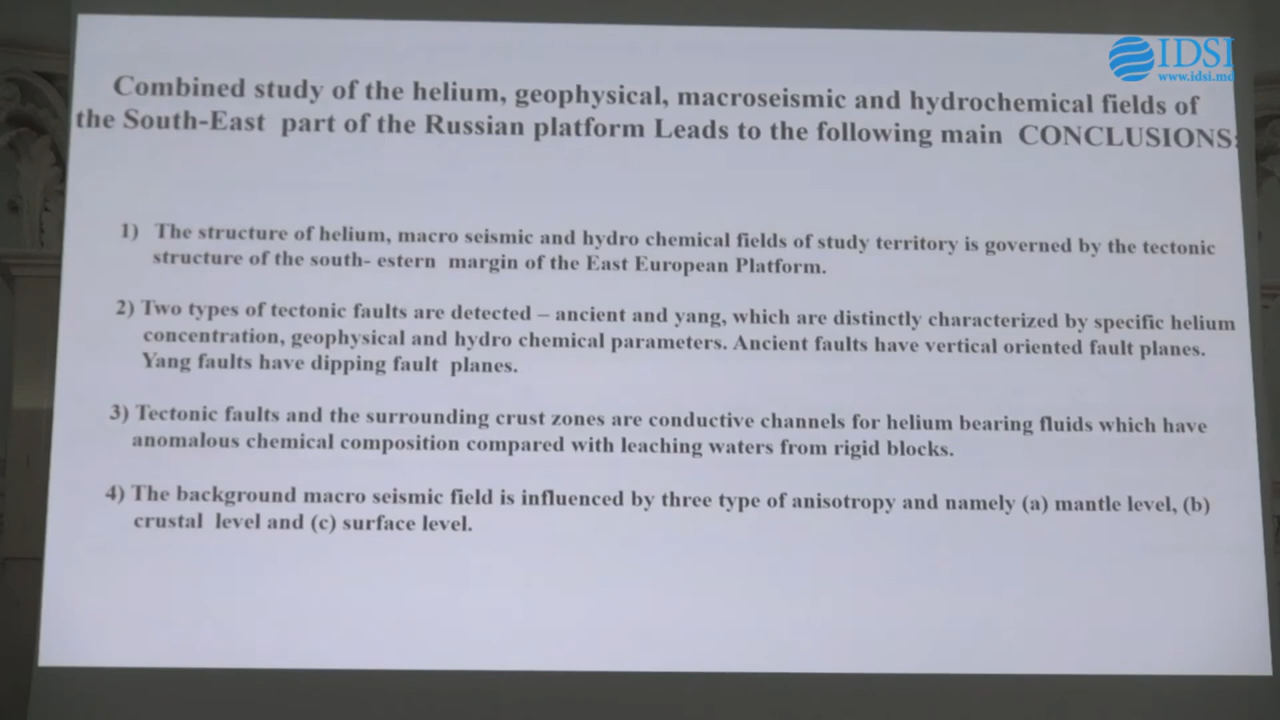 IDSI
www.idsi.md
Combined study of the helium, geophysical, macroseismic and hydrochemical fields of
the South-East part of the Russian platform Leads to the following main CONCLUSIONS:
1) The structure of helium, macro seismic and hydro chemical fields of study territory is governed by the tectonic
structure of the south- estern margin of the East European Platform.
2) Two types of tectonic faults are detected – ancient and yang, which are distinctly characterized by specific helium
concentration, geophysical and hydro chemical parameters. Ancient faults have vertical oriented fault planes.
Yang faults have dipping fault planes.
3) Tectonic faults and the surrounding crust zones are conductive channels for helium bearing fluids which have
anomalous chemical composition compared with leaching waters from rigid blocks.
4) The background macro seismic field is influenced by three type of anisotropy and namely (a) mantle level, (b)
crustal level and (c) surface level.